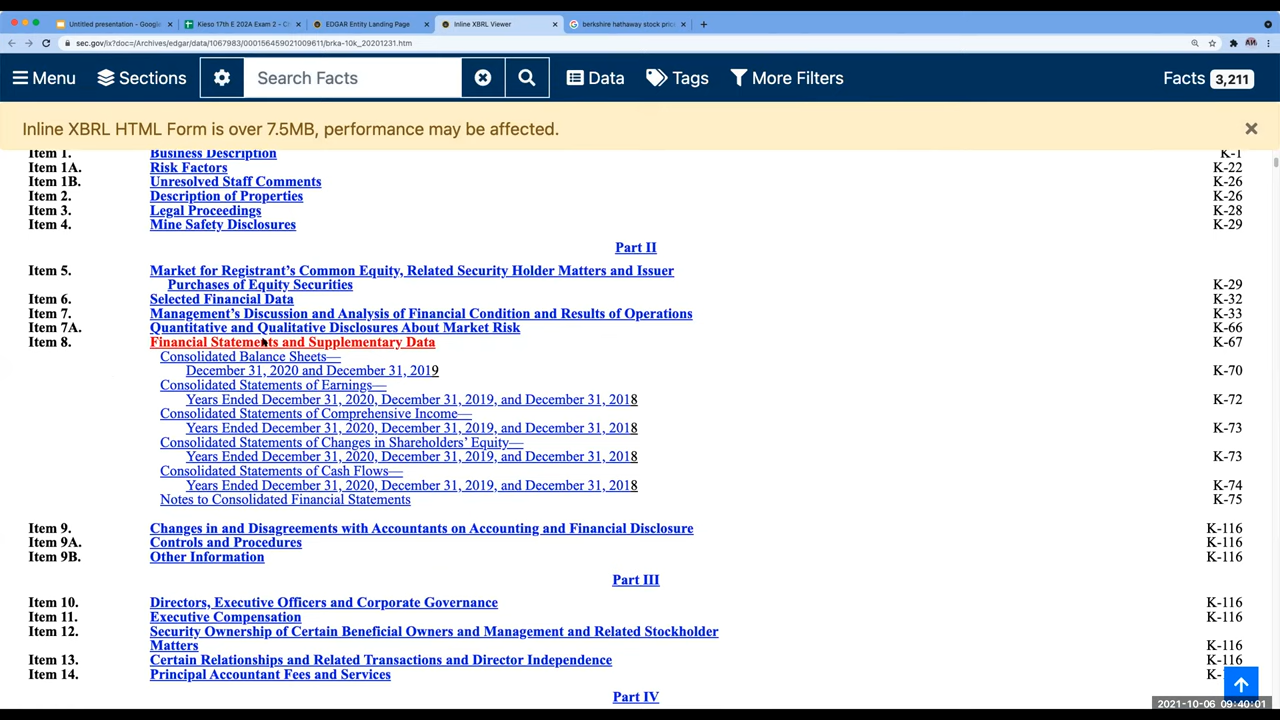 Untitled presentation - Google
Kieso 17th E 202A Exam 2 - C
EDGAR Entity Landing Page
Inline XBRL Viewer
berkshire hathaway stock price
sec.gov/ix?doc=/Archives/edgar/data/1067983/000156459021009611/brka-10k_20201231.htm
Menu Sections Search Facts Data Tags More Filters Facts 3,211
Inline XBRL HTML Form is over 7.5MB, performance may be affected.
Item 1. Business Description K-1
Item 1A. Risk Factors K-22
Item 1B. Unresolved Staff Comments K-26
Item 2. Description of Properties K-26
Item 3. Legal Proceedings K-28
Item 4. Mine Safety Disclosures K-29
Part II
Item 5. Market for Registrant's Common Equity, Related Security Holder Matters and Issuer
Purchases of Equity Securities K-29
Item 6. Selected Financial Data K-32
Item 7. Management's Discussion and Analysis of Financial Condition and Results of Operations K-33
Item 7A. Quantitative and Qualitative Disclosures About Market Risk K-66
Item 8. Financial Statements and Supplementary Data K-67
Consolidated Balance Sheets—
December 31, 2020 and December 31, 2019 K-70
Consolidated Statements of Earnings—
Years Ended December 31, 2020, December 31, 2019, and December 31, 2018 K-72
Consolidated Statements of Comprehensive Income—
Years Ended December 31, 2020, December 31, 2019, and December 31, 2018 K-73
Consolidated Statements of Changes in Shareholders' Equity—
Years Ended December 31, 2020, December 31, 2019, and December 31, 2018 K-73
Consolidated Statements of Cash Flows—
Years Ended December 31, 2020, December 31, 2019, and December 31, 2018 K-74
Notes to Consolidated Financial Statements K-75
Item 9. Changes in and Disagreements with Accountants on Accounting and Financial Disclosure K-116
Item 9A. Controls and Procedures K-116
Item 9B. Other Information K-116
Part III
Item 10. Directors, Executive Officers and Corporate Governance K-116
Item 11. Executive Compensation K-116
Item 12. Security Ownership of Certain Beneficial Owners and Management and Related Stockholder
Matters K-116
Item 13. Certain Relationships and Related Transactions and Director Independence K-116
Item 14. Principal Accountant Fees and Services K-
Part IV
2021-10-06 09:40:01